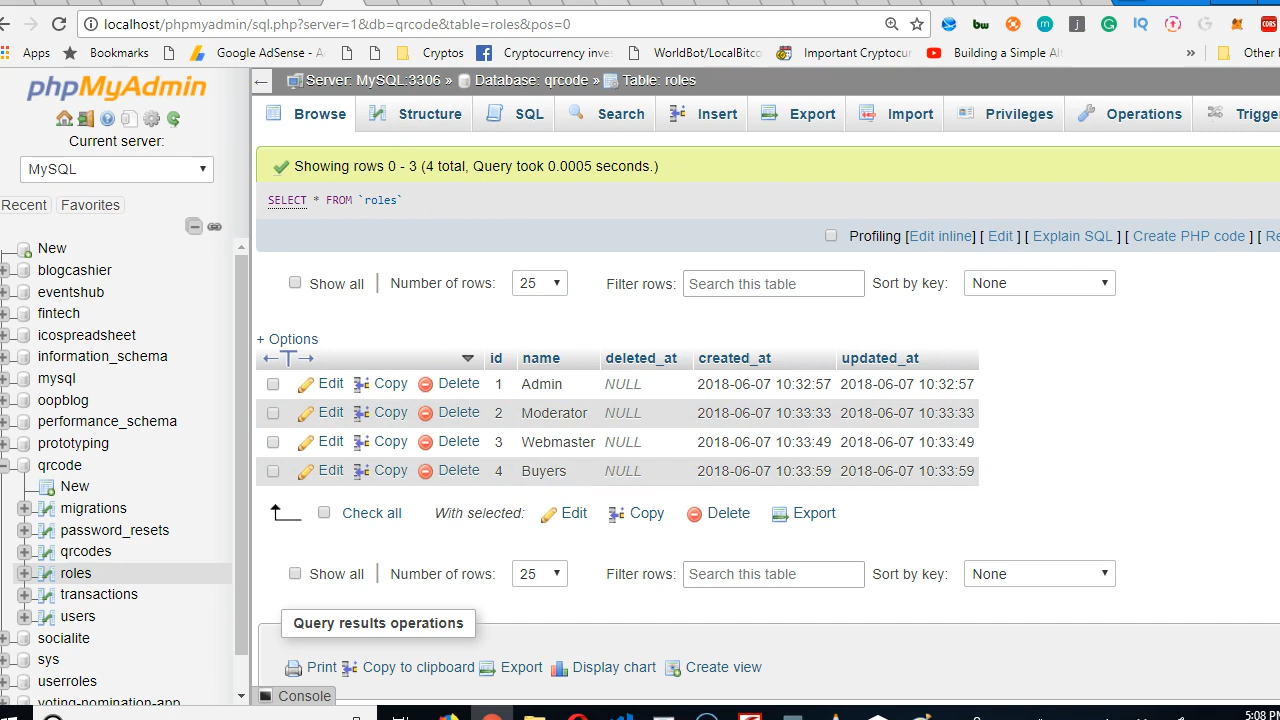 localhost/phpmyadmin/sql.php?server=1&db=qrcode&table=roles&pos=0
Apps Bookmarks Google AdSense - Cryptos Cryptocurrency inve WorldBotLocalBitco Important Cryptocur Building a Simple Al » Other
phpMyAdmin
Current server:
MySQL
Recent Favorites
New
blogcashier
eventshub
fintech
icospreadsheet
information_schema
mysql
oopblog
performance_schema
prototyping
qrcode
New
migrations
password_resets
qrcodes
roles
transactions
users
socialite
sys
userroles
voting-nomination-app
Server: MySQL:3306 » Database: qrcode » Table: roles
Browse Structure SQL Search Insert Export Import Privileges Operations Trigge
Showing rows 0 - 3 (4 total, Query took 0.0005 seconds.)
SELECT * FROM `roles`
Profiling [Edit inline] [ Edit ] [ Explain SQL ] [ Create PHP code ] [ Re
Show all Number of rows: 25 Filter rows: Search this table Sort by key: None
+ Options
←T→ id name deleted_at created_at updated_at
Edit Copy Delete 1 Admin NULL 2018-06-07 10:32:57 2018-06-07 10:32:57
Edit Copy Delete 2 Moderator NULL 2018-06-07 10:33:33 2018-06-07 10:33:33
Edit Copy Delete 3 Webmaster NULL 2018-06-07 10:33:49 2018-06-07 10:33:49
Edit Copy Delete 4 Buyers NULL 2018-06-07 10:33:59 2018-06-07 10:33:59
Check all With selected: Edit Copy Delete Export
Show all Number of rows: 25 Filter rows: Search this table Sort by key: None
Query results operations
Print Copy to clipboard Export Display chart Create view
Console
5:08 PM